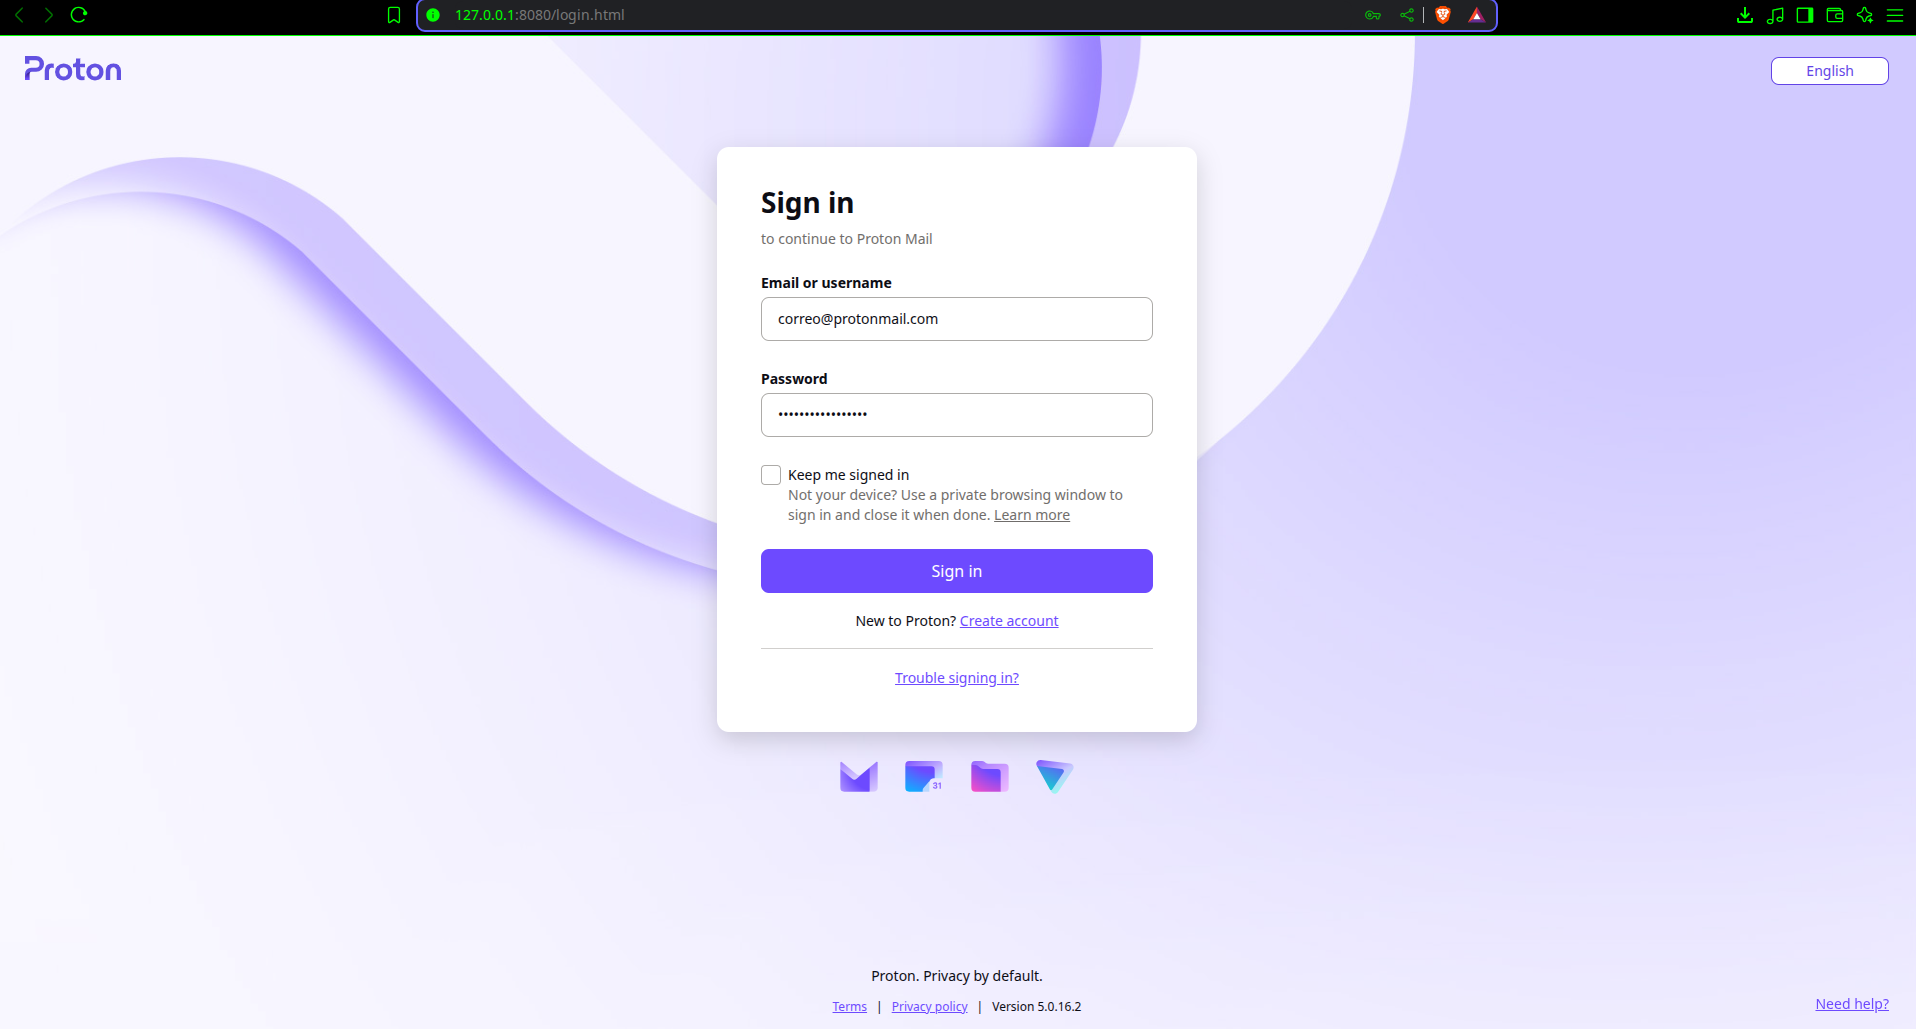 127.0.0.1:8080/login.html
Proton
English
Sign in
to continue to Proton Mail
Email or username
correo@protonmail.com
Password
•••••••••••••••••
Keep me signed in
Not your device? Use a private browsing window to
sign in and close it when done. Learn more
Sign in
New to Proton? Create account
Trouble signing in?
31
Proton. Privacy by default.
Terms | Privacy policy | Version 5.0.16.2
Need help?